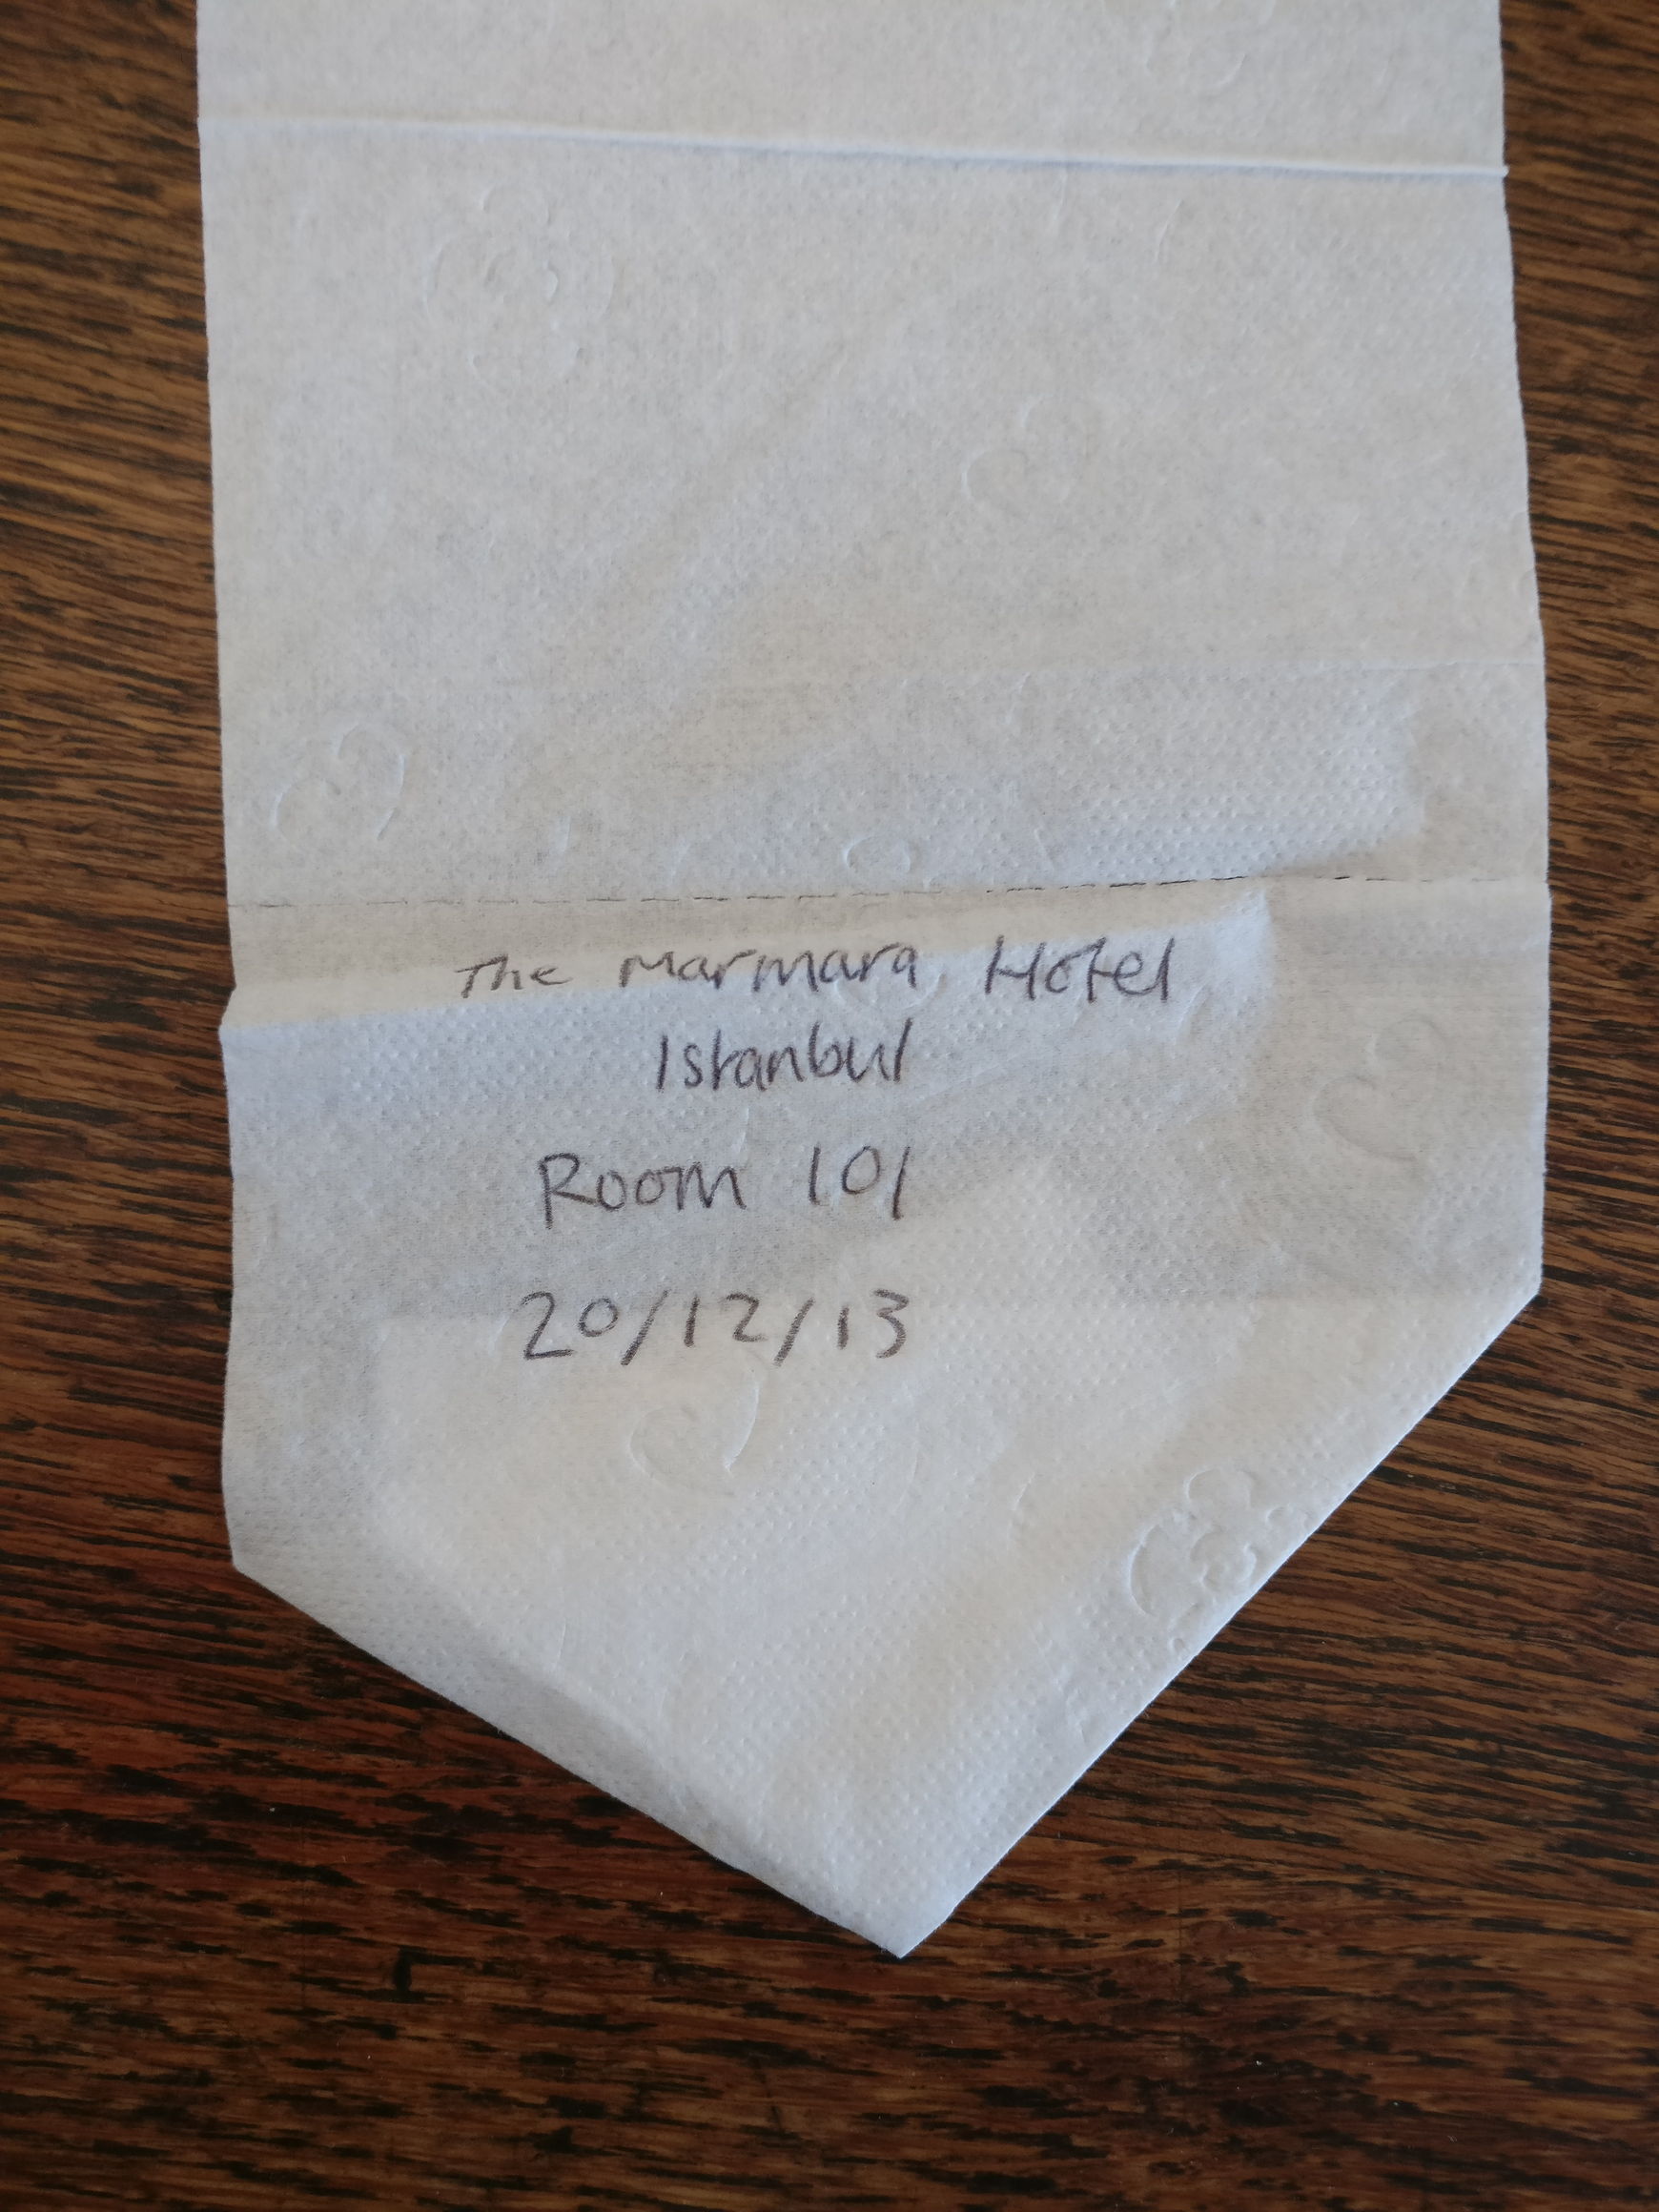 The Marmara Hotel
Istanbul
Room 101
20/12/13